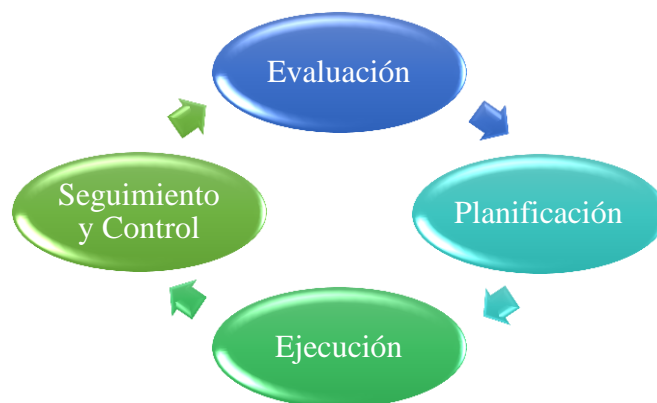 Evaluación
Planificación
Ejecución
Seguimiento
y Control